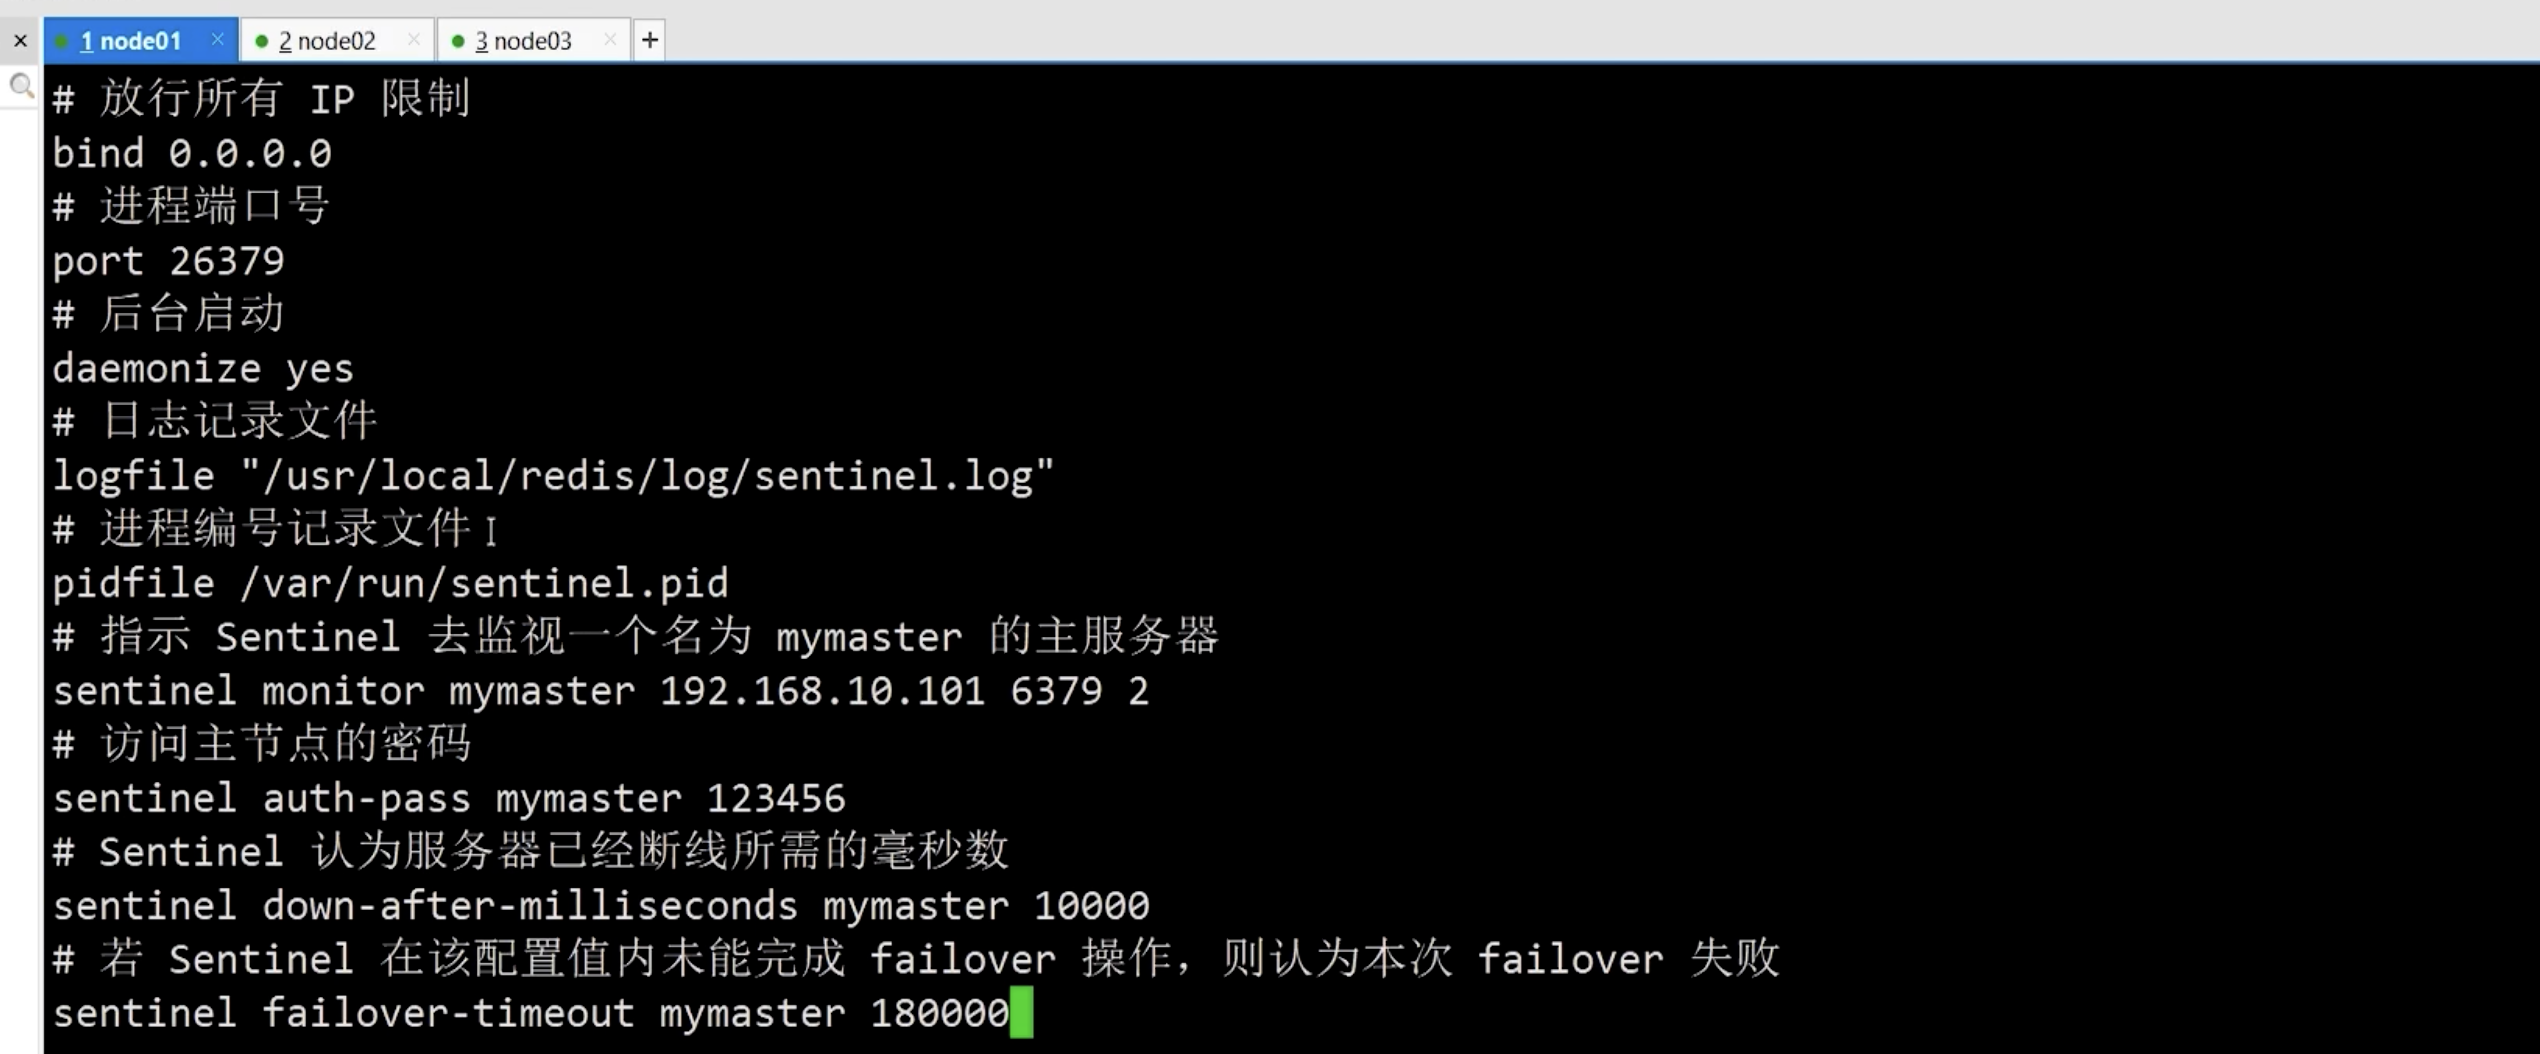 1 node01
2 node02
3 node03
# 放行所有 IP 限制
bind 0.0.0.0
# 进程端口号
port 26379
# 后台启动
daemonize yes
# 日志记录文件
logfile "/usr/local/redis/log/sentinel.log"
# 进程编号记录文件
pidfile /var/run/sentinel.pid
# 指示 Sentinel 去监视一个名为 mymaster 的主服务器
sentinel monitor mymaster 192.168.10.101 6379 2
# 访问主节点的密码
sentinel auth-pass mymaster 123456
# Sentinel 认为服务器已经断线所需的毫秒数
sentinel down-after-milliseconds mymaster 10000
# 若 Sentinel 在该配置值内未能完成 failover 操作，则认为本次 failover 失败
sentinel failover-timeout mymaster 180000